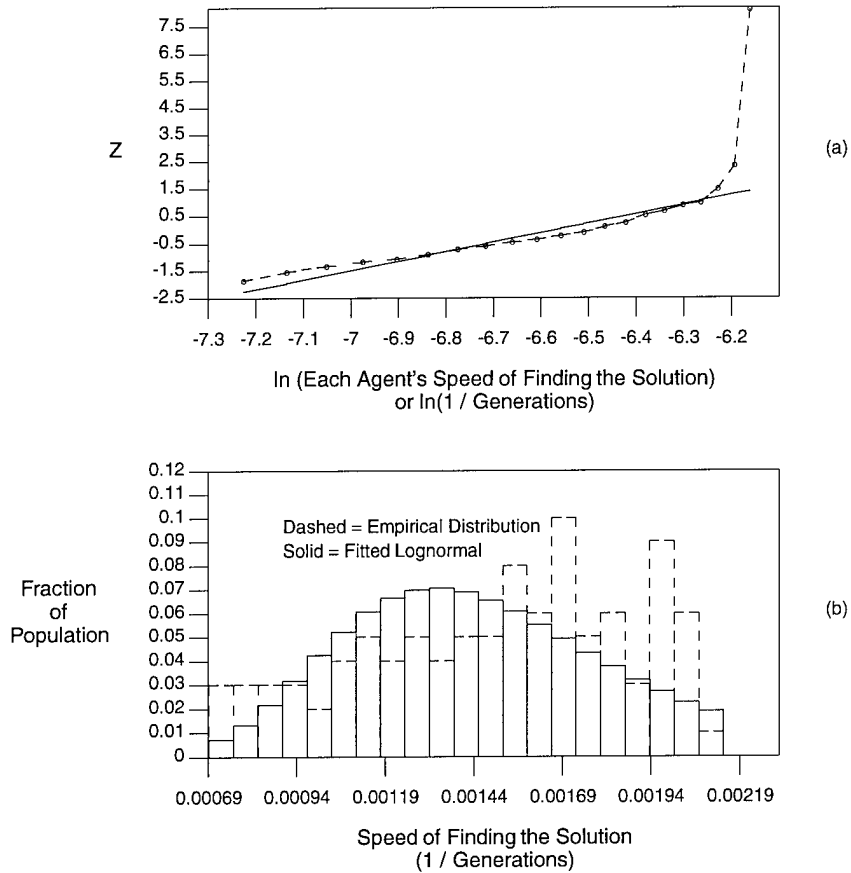 7.5
6.5
5.5
4.5
3.5
Z
2.5
(a)
1.5
0.5
-0.5
-1.5
-2.5
-7.3 -7.2 -7.1 -7 -6.9 -6.8 -6.7 -6.6 -6.5 -6.4 -6.3 -6.2
ln (Each Agent's Speed of Finding the Solution)
or ln(1 / Generations)
0.12
0.11
0.1
Dashed = Empirical Distribution
0.09
Solid = Fitted Lognormal
0.08
0.07
Fraction
of
Population
0.06
(b)
0.05
0.04
0.03
0.02
0.01
0
0.00069 0.00094 0.00119 0.00144 0.00169 0.00194 0.00219
Speed of Finding the Solution
(1 / Generations)